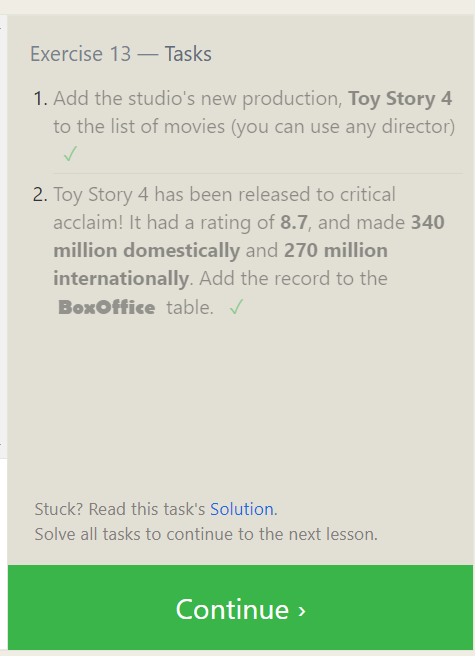 Exercise 13 — Tasks
1. Add the studio's new production, Toy Story 4
to the list of movies (you can use any director)
✓
2. Toy Story 4 has been released to critical
acclaim! It had a rating of 8.7, and made 340
million domestically and 270 million
internationally. Add the record to the
BoxOffice table. ✓
Stuck? Read this task's Solution.
Solve all tasks to continue to the next lesson.
Continue ›